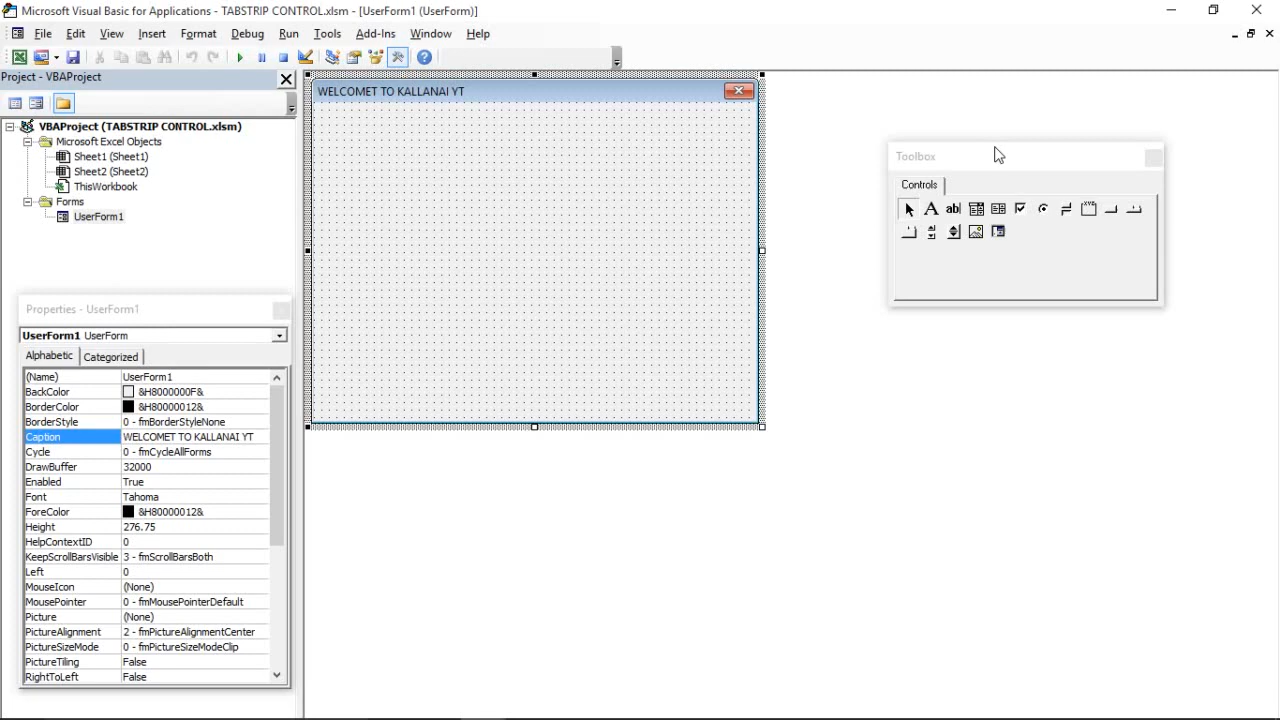 Microsoft Visual Basic for Applications - TABSTRIP CONTROL.xlsm - [UserForm1 (UserForm)]
File Edit View Insert Format Debug Run Tools Add-Ins Window Help
Project - VBAProject
VBAProject (TABSTRIP CONTROL.xlsm)
Microsoft Excel Objects
Sheet1 (Sheet1)
Sheet2 (Sheet2)
ThisWorkbook
Forms
UserForm1
Properties - UserForm1
UserForm1 UserForm
Alphabetic Categorized
(Name) UserForm1
BackColor &H8000000F&
BorderColor &H80000012&
BorderStyle 0 - fmBorderStyleNone
Caption WELCOMET TO KALLANAI YT
Cycle 0 - fmCycleAllForms
DrawBuffer 32000
Enabled True
Font Tahoma
ForeColor &H80000012&
Height 276.75
HelpContextID 0
KeepScrollBarsVisible 3 - fmScrollBarsBoth
Left 0
MouseIcon (None)
MousePointer 0 - fmMousePointerDefault
Picture (None)
PictureAlignment 2 - fmPictureAlignmentCenter
PictureSizeMode 0 - fmPictureSizeModeClip
PictureTiling False
RightToLeft False
WELCOMET TO KALLANAI YT
Toolbox
Controls
A ab